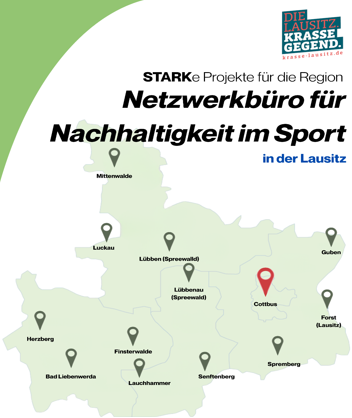 DIE
LAUSITZ.
KRASSE
GEGEND.
krasse-lausitz.de
STARKe Projekte für die Region
Netzwerkbüro für
Nachhaltigkeit im Sport
in der Lausitz
Mittenwalde
Luckau
Lübben (Spreewalld)
Guben
Lübbenau
(Spreewald)
Cottbus
Forst
(Lausitz)
Herzberg
Finsterwalde
Spremberg
Bad Liebenwerda
Lauchhammer
Senftenberg